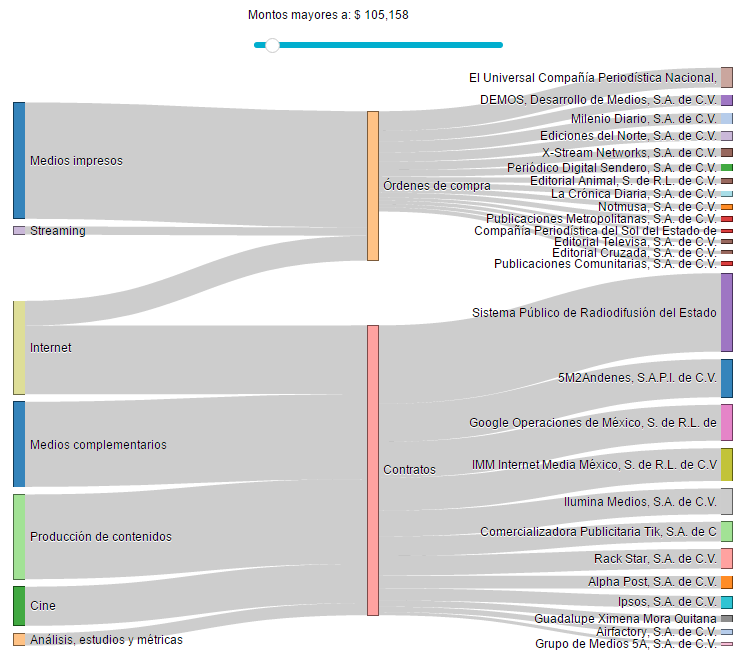 Montos mayores a: $ 105,158
El Universal Compañía Periodística Nacional,
DEMOS, Desarrollo de Medios, S.A. de C.V.
Milenio Diario, S.A. de C.V.
Ediciones del Norte, S.A. de C.V.
X-Stream Networks, S.A. de C.V.
Periódico Digital Sendero, S.A. de C.V.
Editorial Animal, S. de R.L. de C.V.
La Crónica Diaria, S.A. de C.V.
Notmusa, S.A. de C.V.
Publicaciones Metropolitanas, S.A. de C.V.
Compañía Periodística del Sol del Estado de
Editorial Televisa, S.A. de C.V.
Editorial Cruzada, S.A. de C.V.
Publicaciones Comunitarias, S.A. de C.V.
Medios impresos
Órdenes de compra
Streaming
Internet
Medios complementarios
Producción de contenidos
Cine
Análisis, estudios y métricas
Contratos
Sistema Público de Radiodifusión del Estado
5M2Andenes, S.A.P.I. de C.V.
Google Operaciones de México, S. de R.L. de
IMM Internet Media México, S. de R.L. de C.V
Ilumina Medios, S.A. de C.V.
Comercializadora Publicitaria Tik, S.A. de C
Rack Star, S.A. de C.V.
Alpha Post, S.A. de C.V.
Ipsos, S.A. de C.V.
Guadalupe Ximena Mora Quitana
Airfactory, S.A. de C.V.
Grupo de Medios 5A, S.A. de C.V.